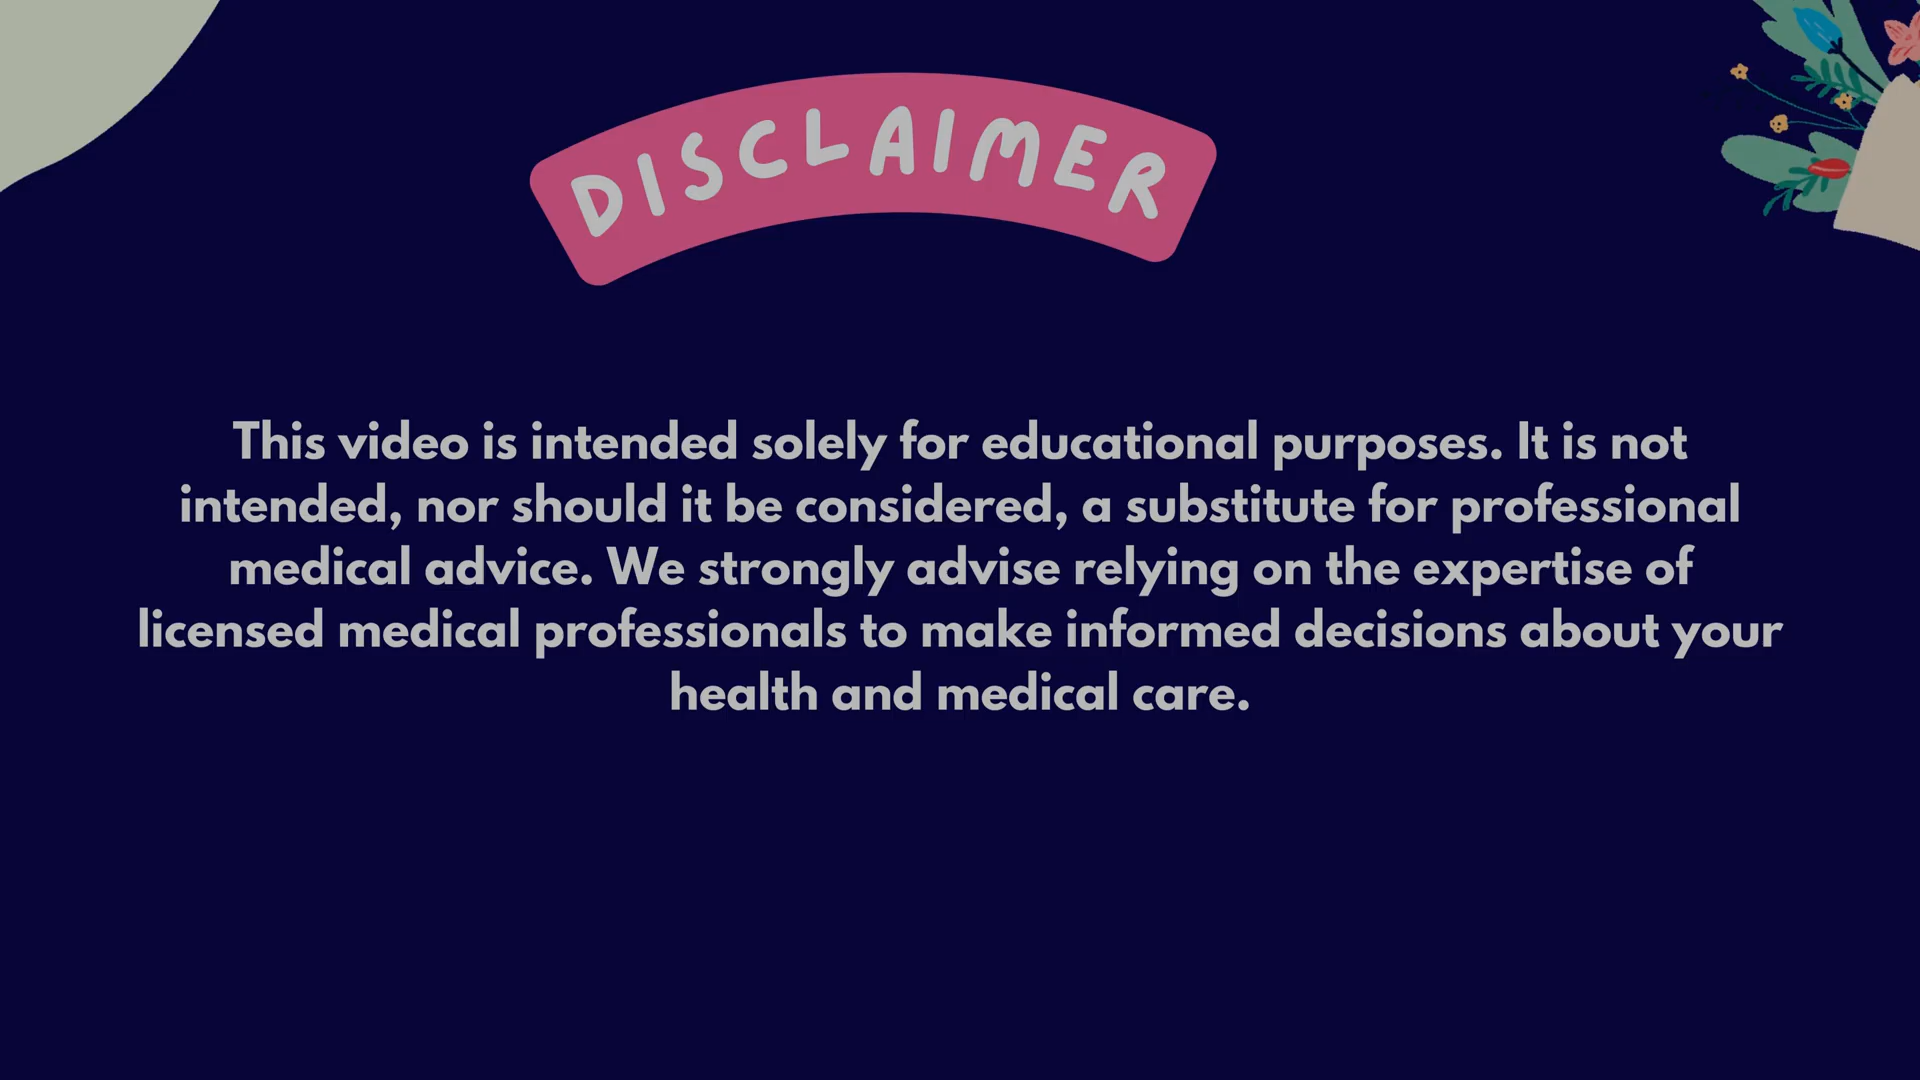 DISCLAIMER
This video is intended solely for educational purposes. It is not
intended, nor should it be considered, a substitute for professional
medical advice. We strongly advise relying on the expertise of
licensed medical professionals to make informed decisions about your
health and medical care.